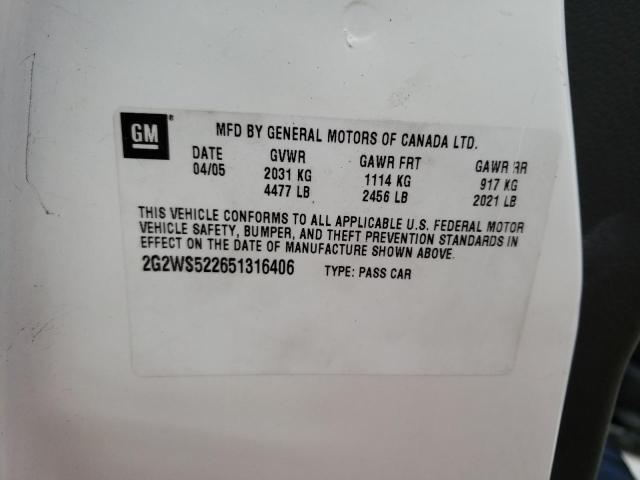 GM ®
MFD BY GENERAL MOTORS OF CANADA LTD.
DATE GVWR GAWR FRT GAWR RR
04/05 2031 KG 1114 KG 917 KG
4477 LB 2456 LB 2021 LB
THIS VEHICLE CONFORMS TO ALL APPLICABLE U.S. FEDERAL MOTOR
VEHICLE SAFETY, BUMPER, AND THEFT PREVENTION STANDARDS IN
EFFECT ON THE DATE OF MANUFACTURE SHOWN ABOVE.
2G2WS522651316406 TYPE: PASS CAR